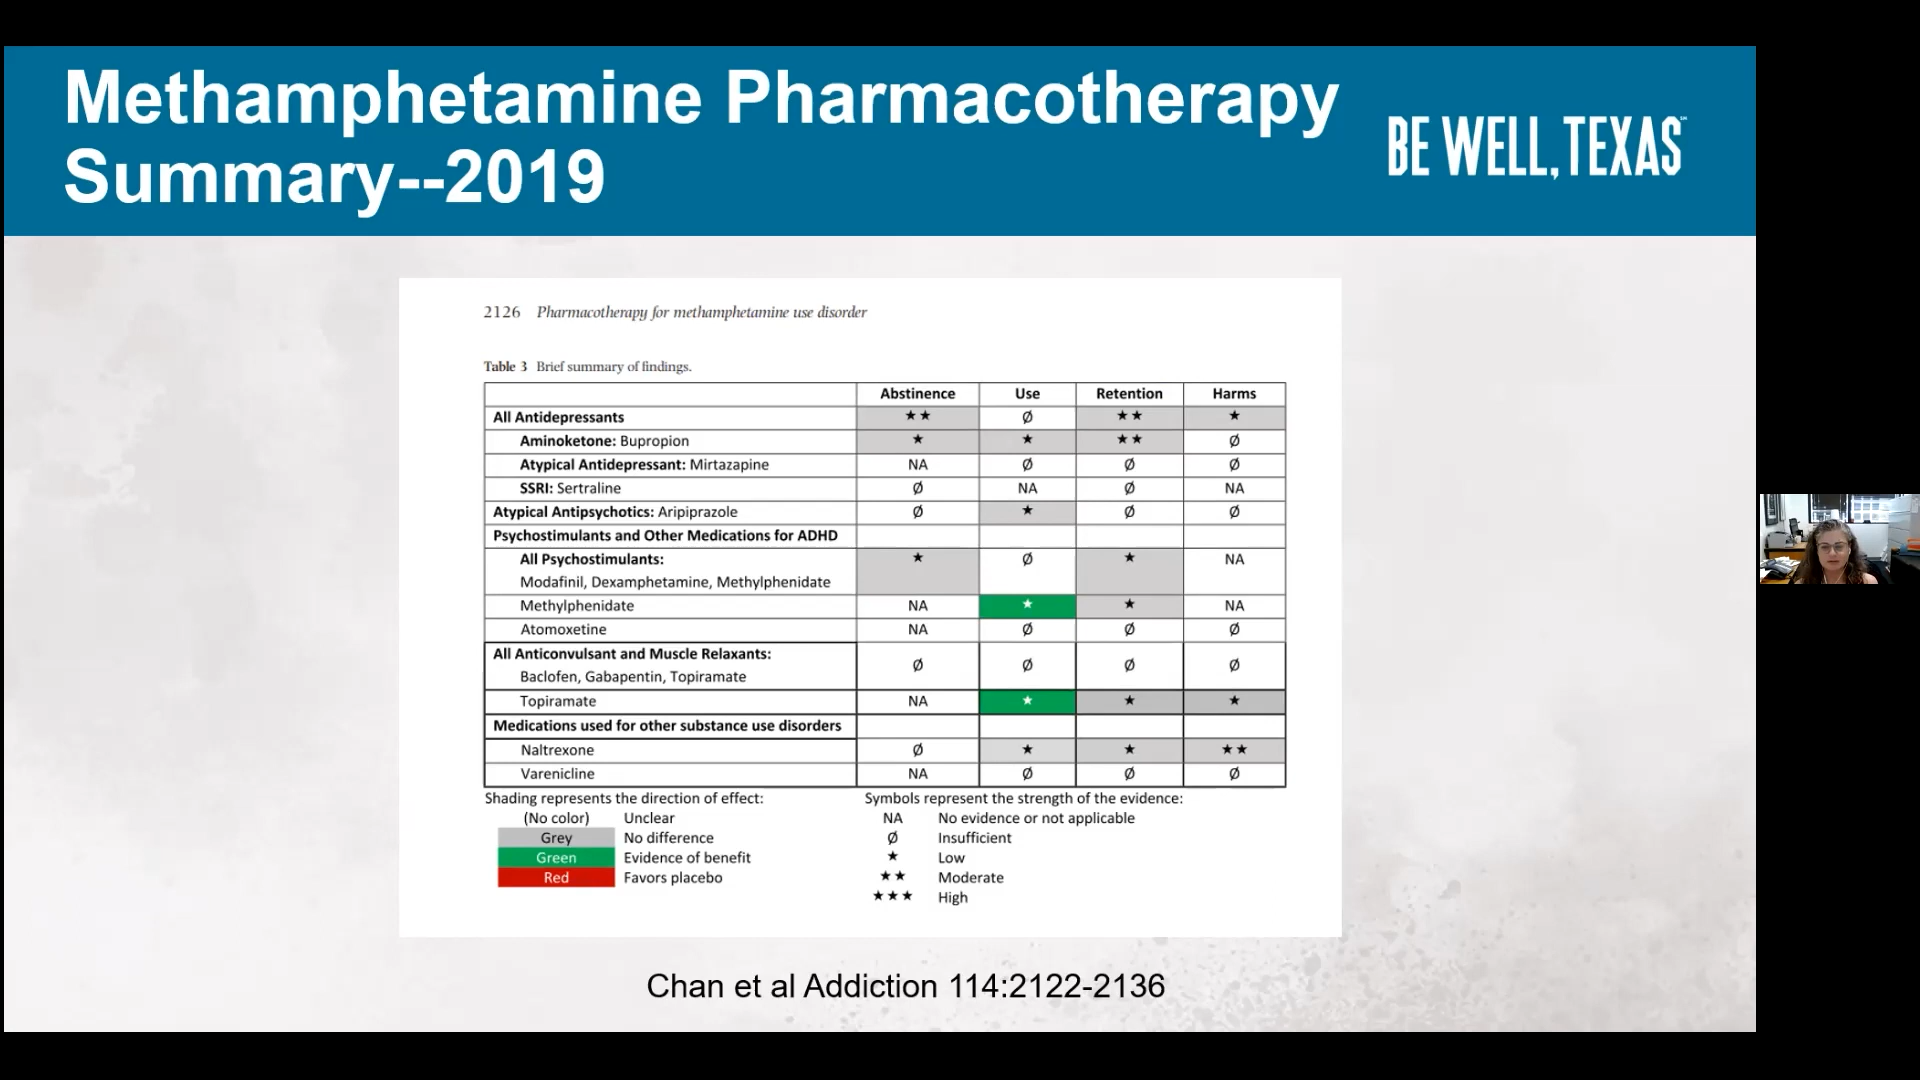 Methamphetamine Pharmacotherapy
Summary--2019
BE WELL, TEXAS℠
2126 Pharmacotherapy for methamphetamine use disorder
Table 3 Brief summary of findings.
Abstinence Use Retention Harms
All Antidepressants ★★ Ø ★★ ★
Aminoketone: Bupropion ★ ★ ★★ Ø
Atypical Antidepressant: Mirtazapine NA Ø Ø Ø
SSRI: Sertraline Ø NA Ø NA
Atypical Antipsychotics: Aripiprazole Ø ★ Ø Ø
Psychostimulants and Other Medications for ADHD
All Psychostimulants: ★ Ø ★ NA
Modafinil, Dexamphetamine, Methylphenidate
Methylphenidate NA ★ ★ NA
Atomoxetine NA Ø Ø Ø
All Anticonvulsant and Muscle Relaxants: Ø Ø Ø Ø
Baclofen, Gabapentin, Topiramate
Topiramate NA ★ ★ ★
Medications used for other substance use disorders
Naltrexone Ø ★ ★ ★★
Varenicline NA Ø Ø Ø
Shading represents the direction of effect: Symbols represent the strength of the evidence:
(No color) Unclear NA No evidence or not applicable
Grey No difference Ø Insufficient
Green Evidence of benefit ★ Low
Red Favors placebo ★★ Moderate
★★★ High
Chan et al Addiction 114:2122-2136